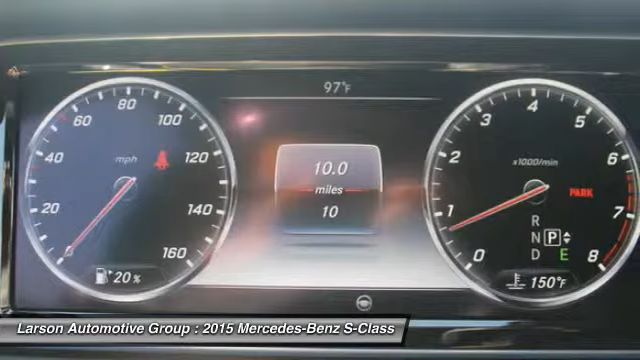 97°F
80
60 100
40 mph 120
20 140
160
20%
10.0
miles
10
4
3 5
2 x1000/min 6
PARK
1 7
R
N P
D E
0 8
150°F
Larson Automotive Group : 2015 Mercedes-Benz S-Class